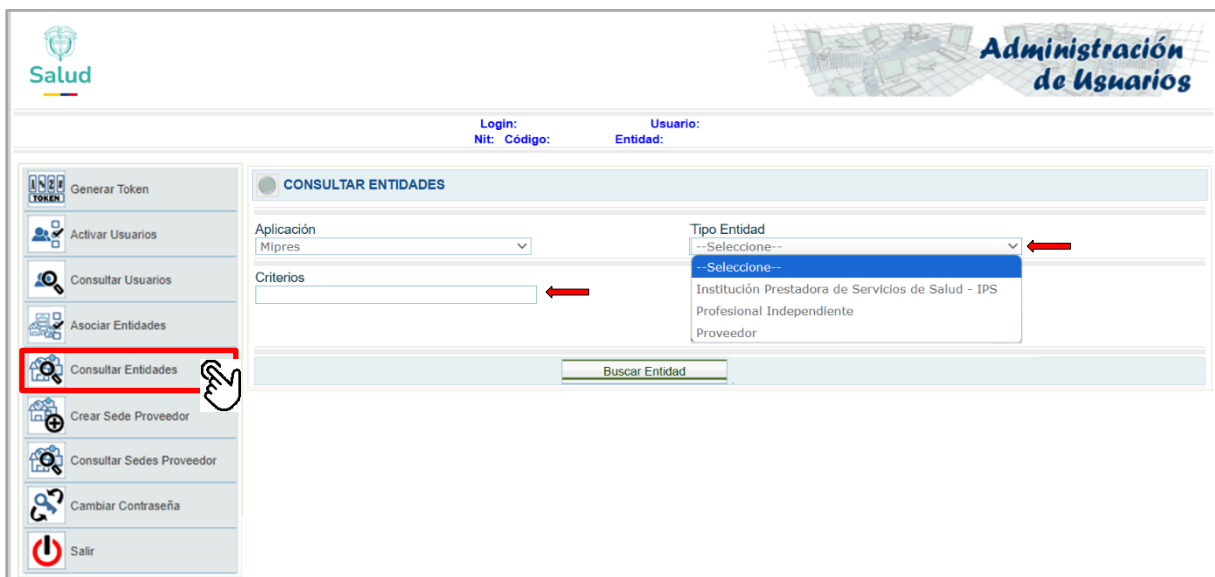 Salud
Administración
de Usuarios
Login: Usuario:
Nit: Código: Entidad:
TOKEN
Generar Token
Activar Usuarios
Consultar Usuarios
Asociar Entidades
Consultar Entidades
Crear Sede Proveedor
Consultar Sedes Proveedor
Cambiar Contraseña
Salir
CONSULTAR ENTIDADES
Aplicación
Mipres
Tipo Entidad
--Seleccione--
--Seleccione--
Institución Prestadora de Servicios de Salud - IPS
Profesional Independiente
Proveedor
Criterios
Buscar Entidad